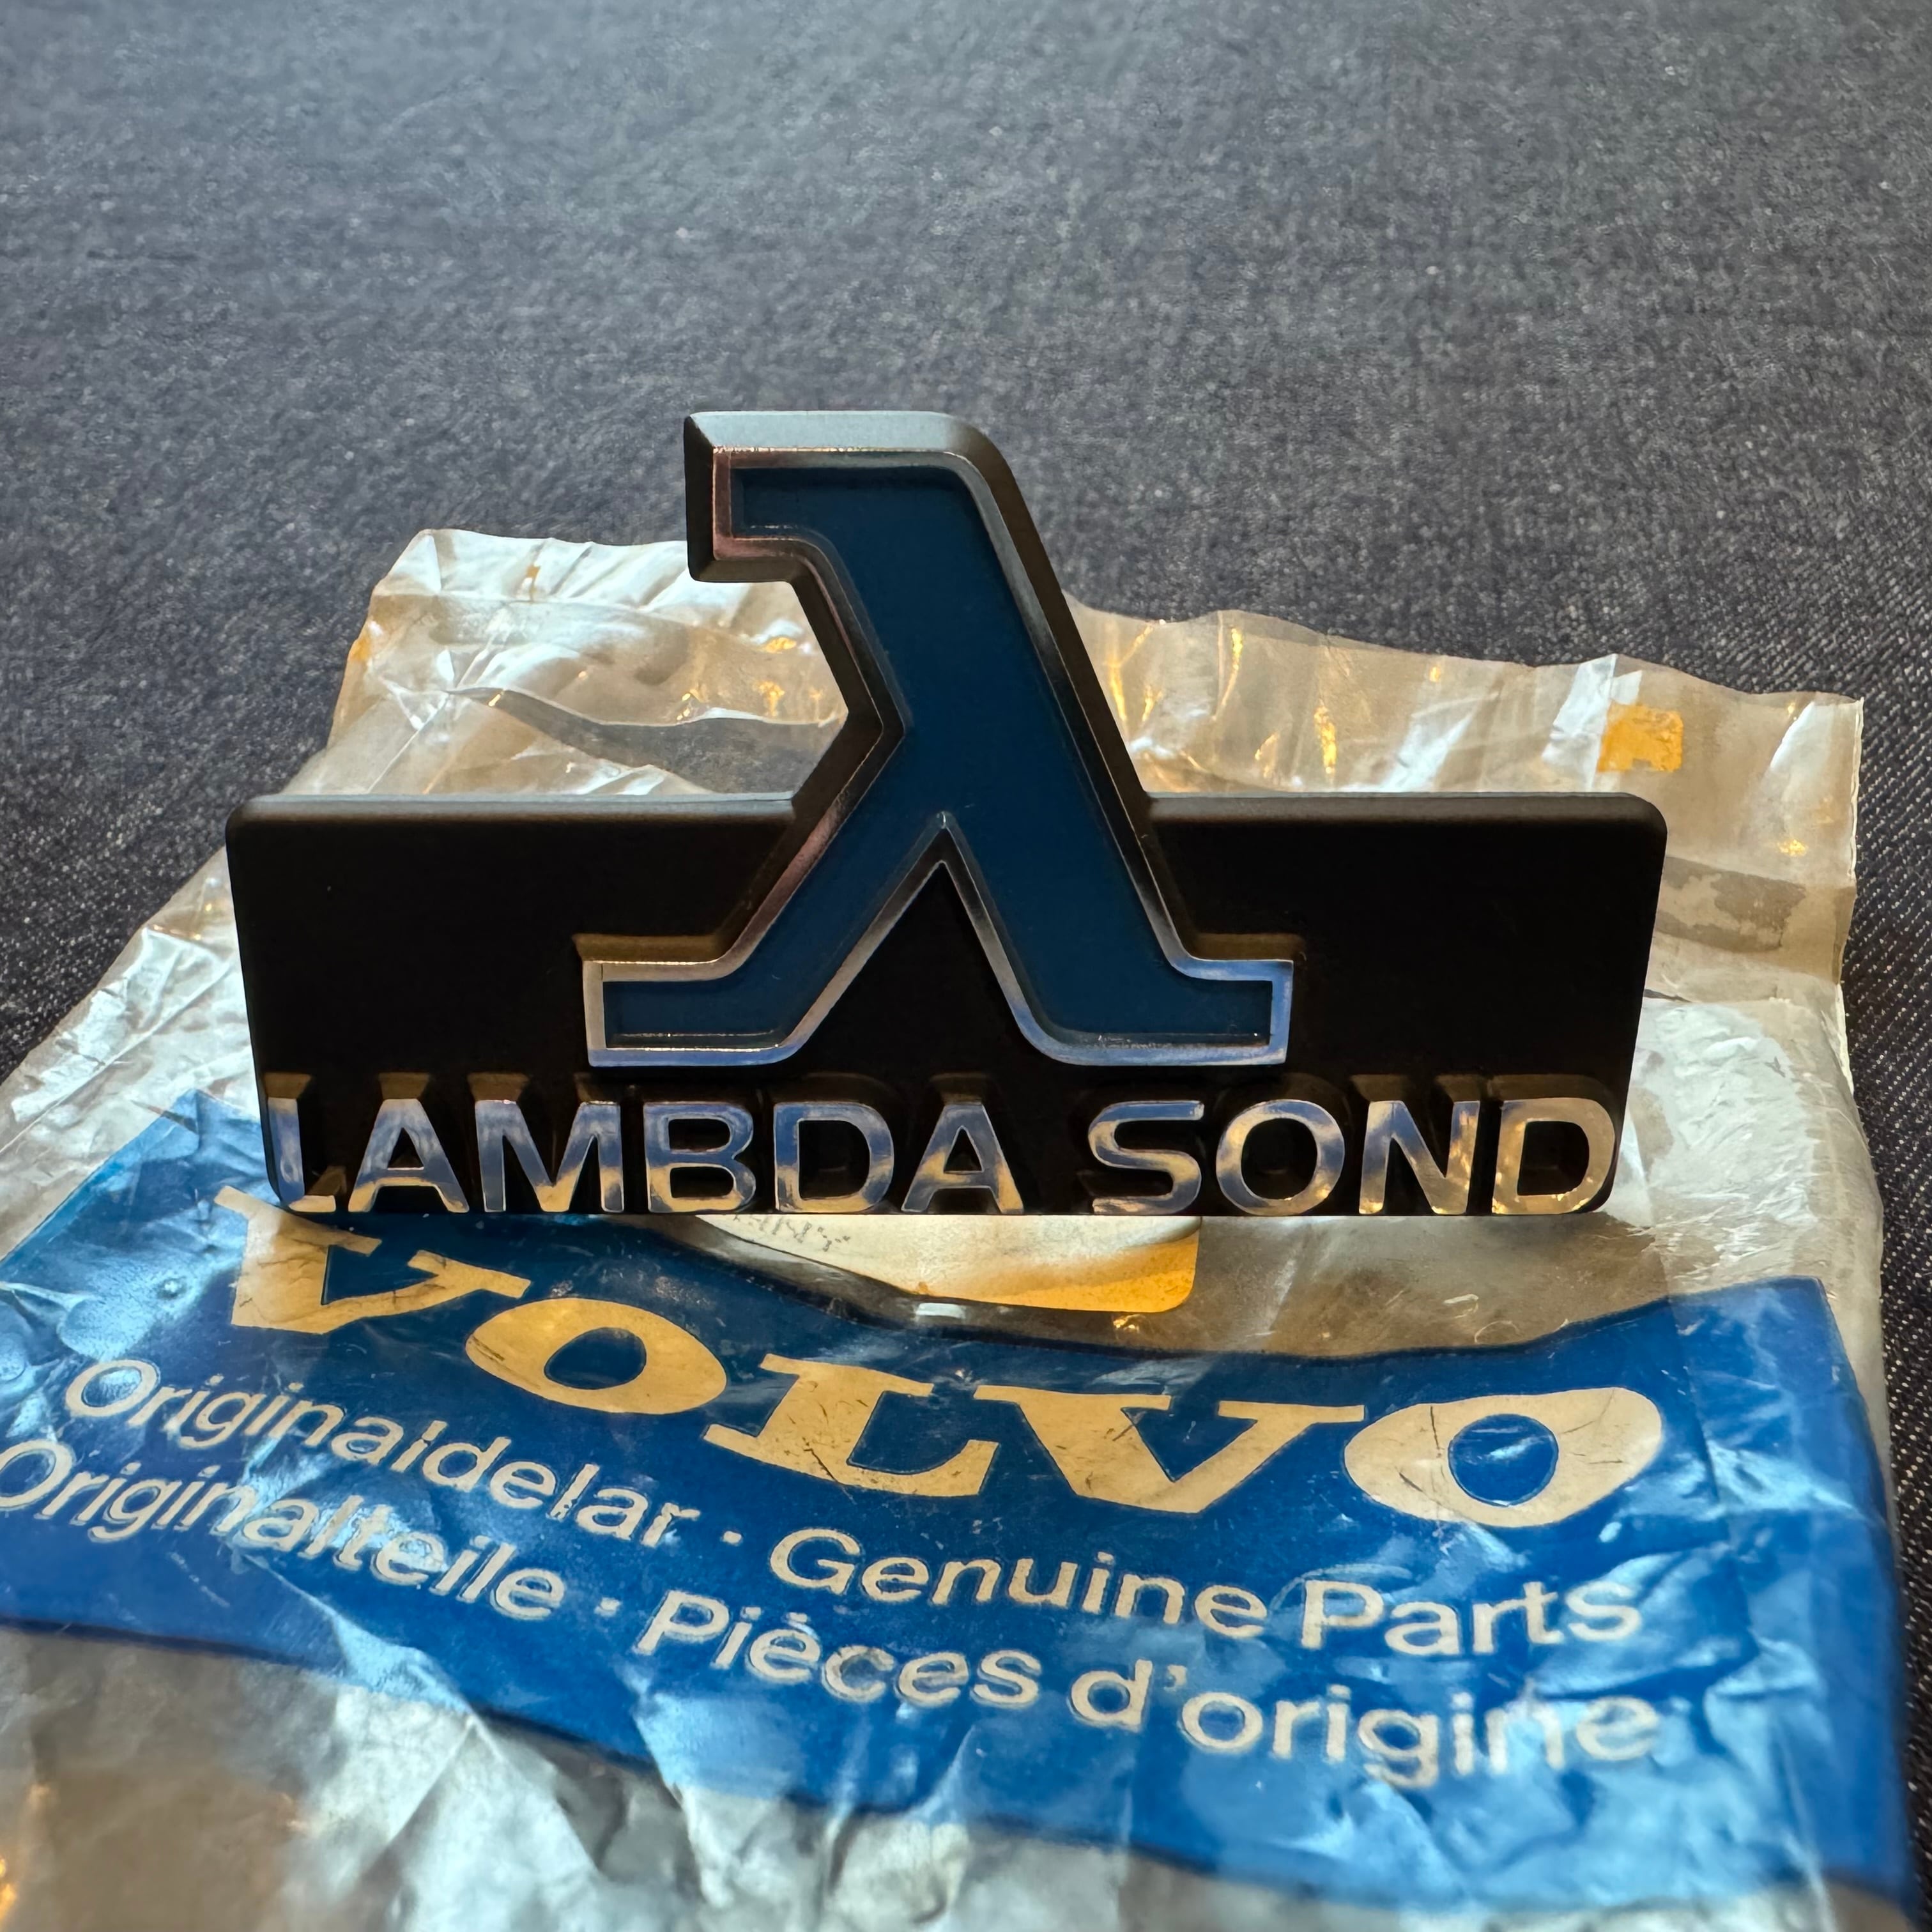 λ
LAMBDA SOND
VOLVO
Originaldelar · Genuine Parts
Originalteile · Pièces d'origine